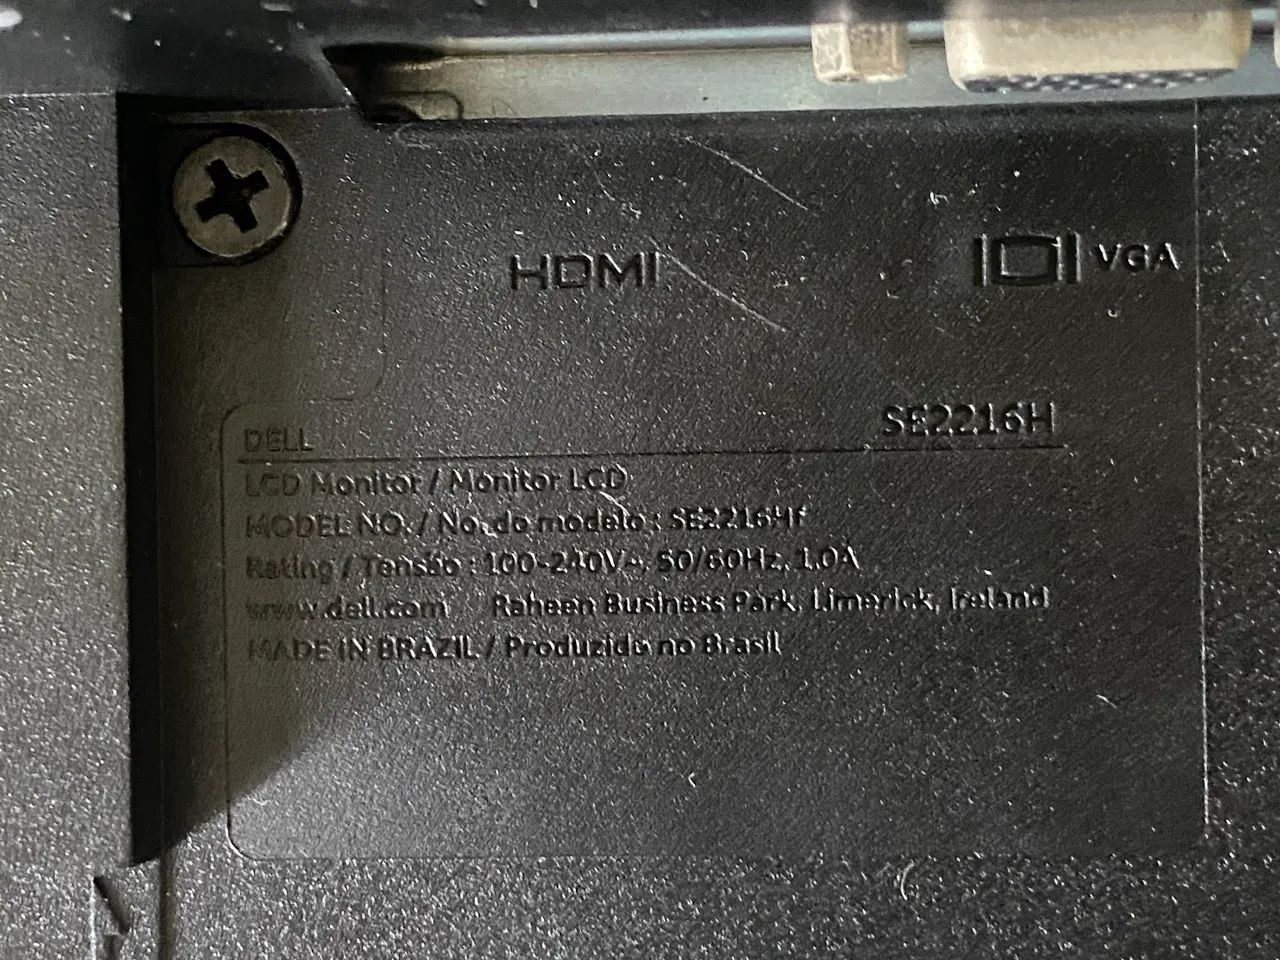 HDMI
VGA
DELL SE2216H
LCD Monitor / Monitor LCD
MODEL NO. / No. do modelo : SE2216Hf
Rating / Tensão : 100-240V~, 50/60Hz, 1.0A
www.dell.com Raheen Business Park, Limerick, Ireland
MADE IN BRAZIL / Produzido no Brasil